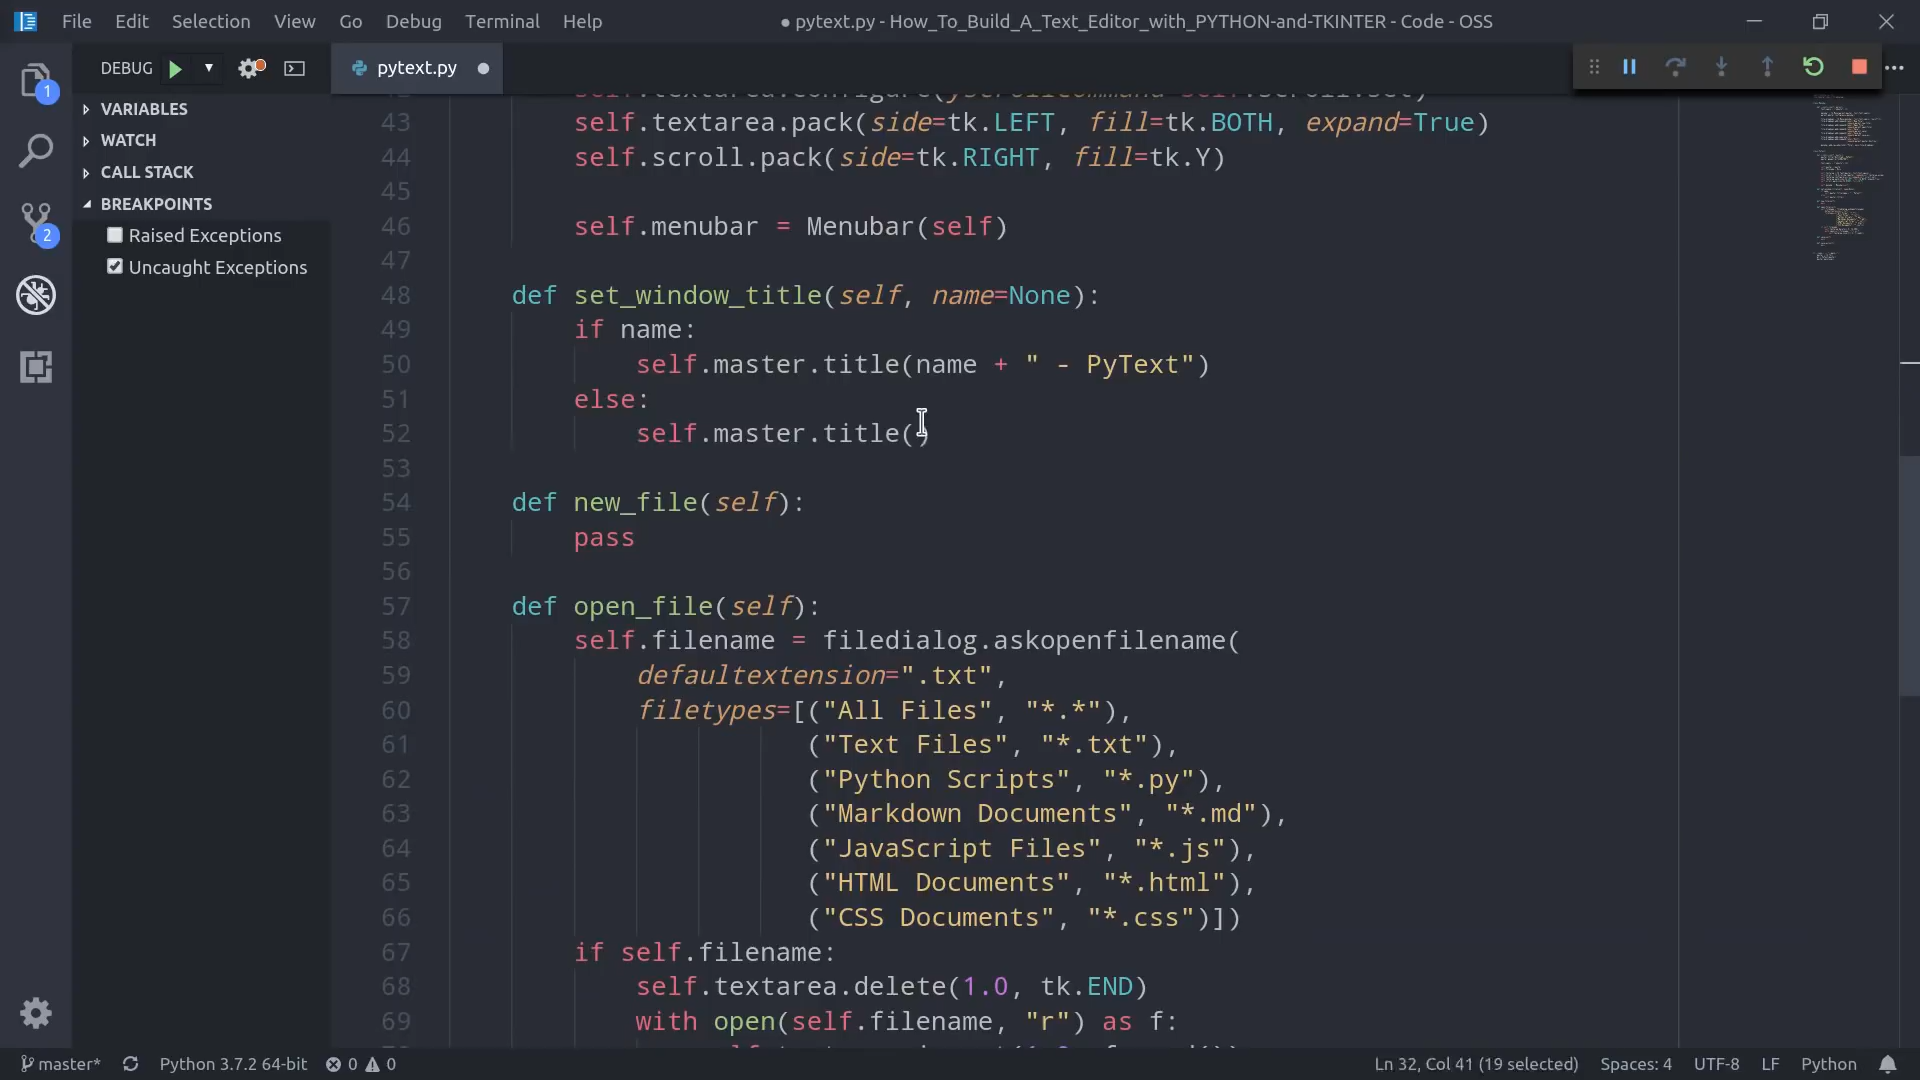 File Edit Selection View Go Debug Terminal Help
● pytext.py - How_To_Build_A_Text_Editor_with_PYTHON-and-TKINTER - Code - OSS
DEBUG
pytext.py
VARIABLES
WATCH
CALL STACK
BREAKPOINTS
Raised Exceptions
Uncaught Exceptions
1
2
43 self.textarea.pack(side=tk.LEFT, fill=tk.BOTH, expand=True)
44 self.scroll.pack(side=tk.RIGHT, fill=tk.Y)
45
46 self.menubar = Menubar(self)
47
48 def set_window_title(self, name=None):
49 if name:
50 self.master.title(name + " - PyText")
51 else:
52 self.master.title()
53
54 def new_file(self):
55 pass
56
57 def open_file(self):
58 self.filename = filedialog.askopenfilename(
59 defaultextension=".txt",
60 filetypes=[("All Files", "*.*"),
61 ("Text Files", "*.txt"),
62 ("Python Scripts", "*.py"),
63 ("Markdown Documents", "*.md"),
64 ("JavaScript Files", "*.js"),
65 ("HTML Documents", "*.html"),
66 ("CSS Documents", "*.css")])
67 if self.filename:
68 self.textarea.delete(1.0, tk.END)
69 with open(self.filename, "r") as f:
master* Python 3.7.2 64-bit 0 0 Ln 32, Col 41 (19 selected) Spaces: 4 UTF-8 LF Python